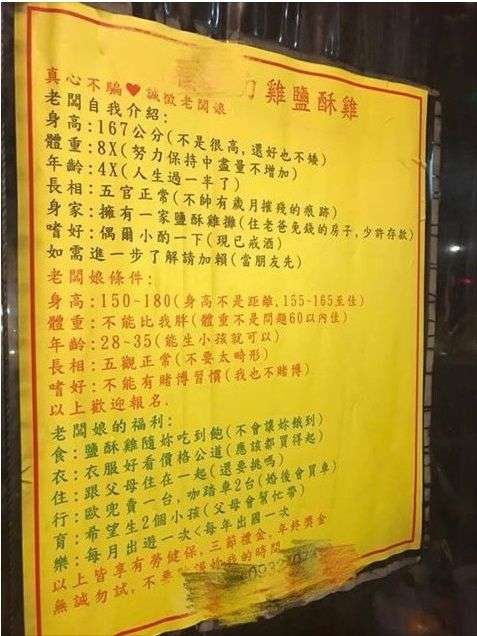 雞鹽酥雞
真心不騙❤誠徵老闆娘
老闆自我介紹:
身高:167公分(不是很高,還好也不矮)
體重:8X(努力保持中盡量不增加)
年齡:4X(人生過一半了)
長相:五官正常(不帥有歲月摧殘的痕跡)
身家:擁有一家鹽酥雞攤(住老爸免錢的房子,少許存款)
嗜好:偶爾小酌一下(現已戒酒)
如需進一步了解請加賴(當朋友先)
老闆娘條件:
身高:150-180(身高不是距離,155-165至佳)
體重:不能比我胖(體重不是問題60以內佳)
年齡:28-35(能生小孩就可以)
長相:五觀正常(不要太畸形)
嗜好:不能有賭博習慣(我也不賭博)
以上歡迎報名.
老闆娘的福利:
食:鹽酥雞隨妳吃到飽(不會讓妳餓到)
衣:衣服好看價格公道(應該都買得起)
住:跟父母住在一起(還要挑嗎)
行:歐兜賣一台,咖踏車2台(婚後會買車)
育:希望生2個小孩(父母會幫忙帶)
樂:每月出遊一次<每年出國一次
以上皆享有勞健保,三節禮金,年終獎金
無誠勿試,不要 妳我的時間